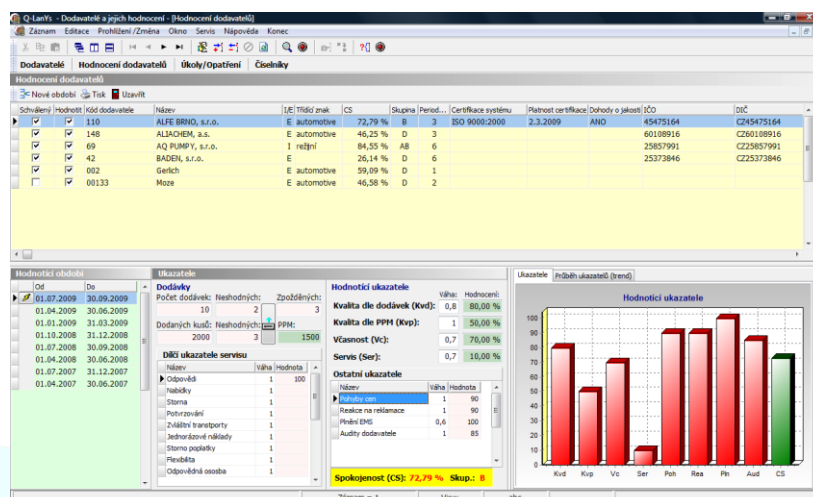 Q-LanYs - Dodavatelé a jejich hodnocení - [Hodnocení dodavatelů]
Záznam Editace Prohlížení /Změna Okno Servis Nápověda Konec
Dodavatelé Hodnocení dodavatelů Úkoly/Opatření Číselníky
Hodnocení dodavatelů
Nové období Tisk Uzavřít
Schválený Hodnotit Kód dodavatele Název I/E Třídící znak CS Skupina Period... Certifikace systému Platnost certifikace Dohody o jakosti IČO DIČ
110 ALFE BRNO, s.r.o. E automotive 72,79 % B 3 ISO 9000:2000 2.3.2009 ANO 45475164 CZ45475164
148 ALIACHEM, a.s. E automotive 46,25 % D 3 60108916 CZ60108916
69 AQ PUMPY, s.r.o. I režijní 84,55 % AB 6 25857991 CZ25857991
42 BADEN, s.r.o. E 26,14 % D 6 25373846 CZ25373846
002 Gerlich E automotive 59,09 % D 1
00133 Moze E automotive 46,58 % D 2
Hodnotící období
Od Do
01.07.2009 30.09.2009
01.04.2009 30.06.2009
01.01.2009 31.03.2009
01.10.2008 31.12.2008
01.07.2008 30.09.2008
01.04.2008 30.06.2008
01.07.2007 31.12.2007
01.04.2007 30.06.2007
Ukazatele
Dodávky
Počet dodávek: Neshodných: Zpožděných:
10 2 3
Dodaných kusů: Neshodných: PPM:
2000 3 1500
Dílčí ukazatele servisu
Název Váha Hodnota
Odpovědi 1 100
Nabídky 1
Storna 1
Potvrzování 1
Zvláštní transporty 1
Jednorázové náklady 1
Storno poplatky 1
Flexibilita 1
Odpovědná osoba 1
Hodnotící ukazatele
Váha: Hodnocení:
Kvalita dle dodávek (Kvd): 0,8 80,00 %
Kvalita dle PPM (Kvp): 1 50,00 %
Včasnost (Vc): 0,7 70,00 %
Servis (Ser): 0,7 10,00 %
Ostatní ukazatele
Název Váha Hodnota
Pohyby cen 1 90
Reakce na reklamace 1 90
Plnění EMS 0,6 100
Audity dodavatele 1 85
Spokojenost (CS): 72,79 % Skup.: B
Ukazatele Průběh ukazatelů (trend)
Hodnotící ukazatele
100
90
80
70
60
50
40
30
20
10
0
Kvd Kvp Vc Ser Poh Rea Pln Aud CS